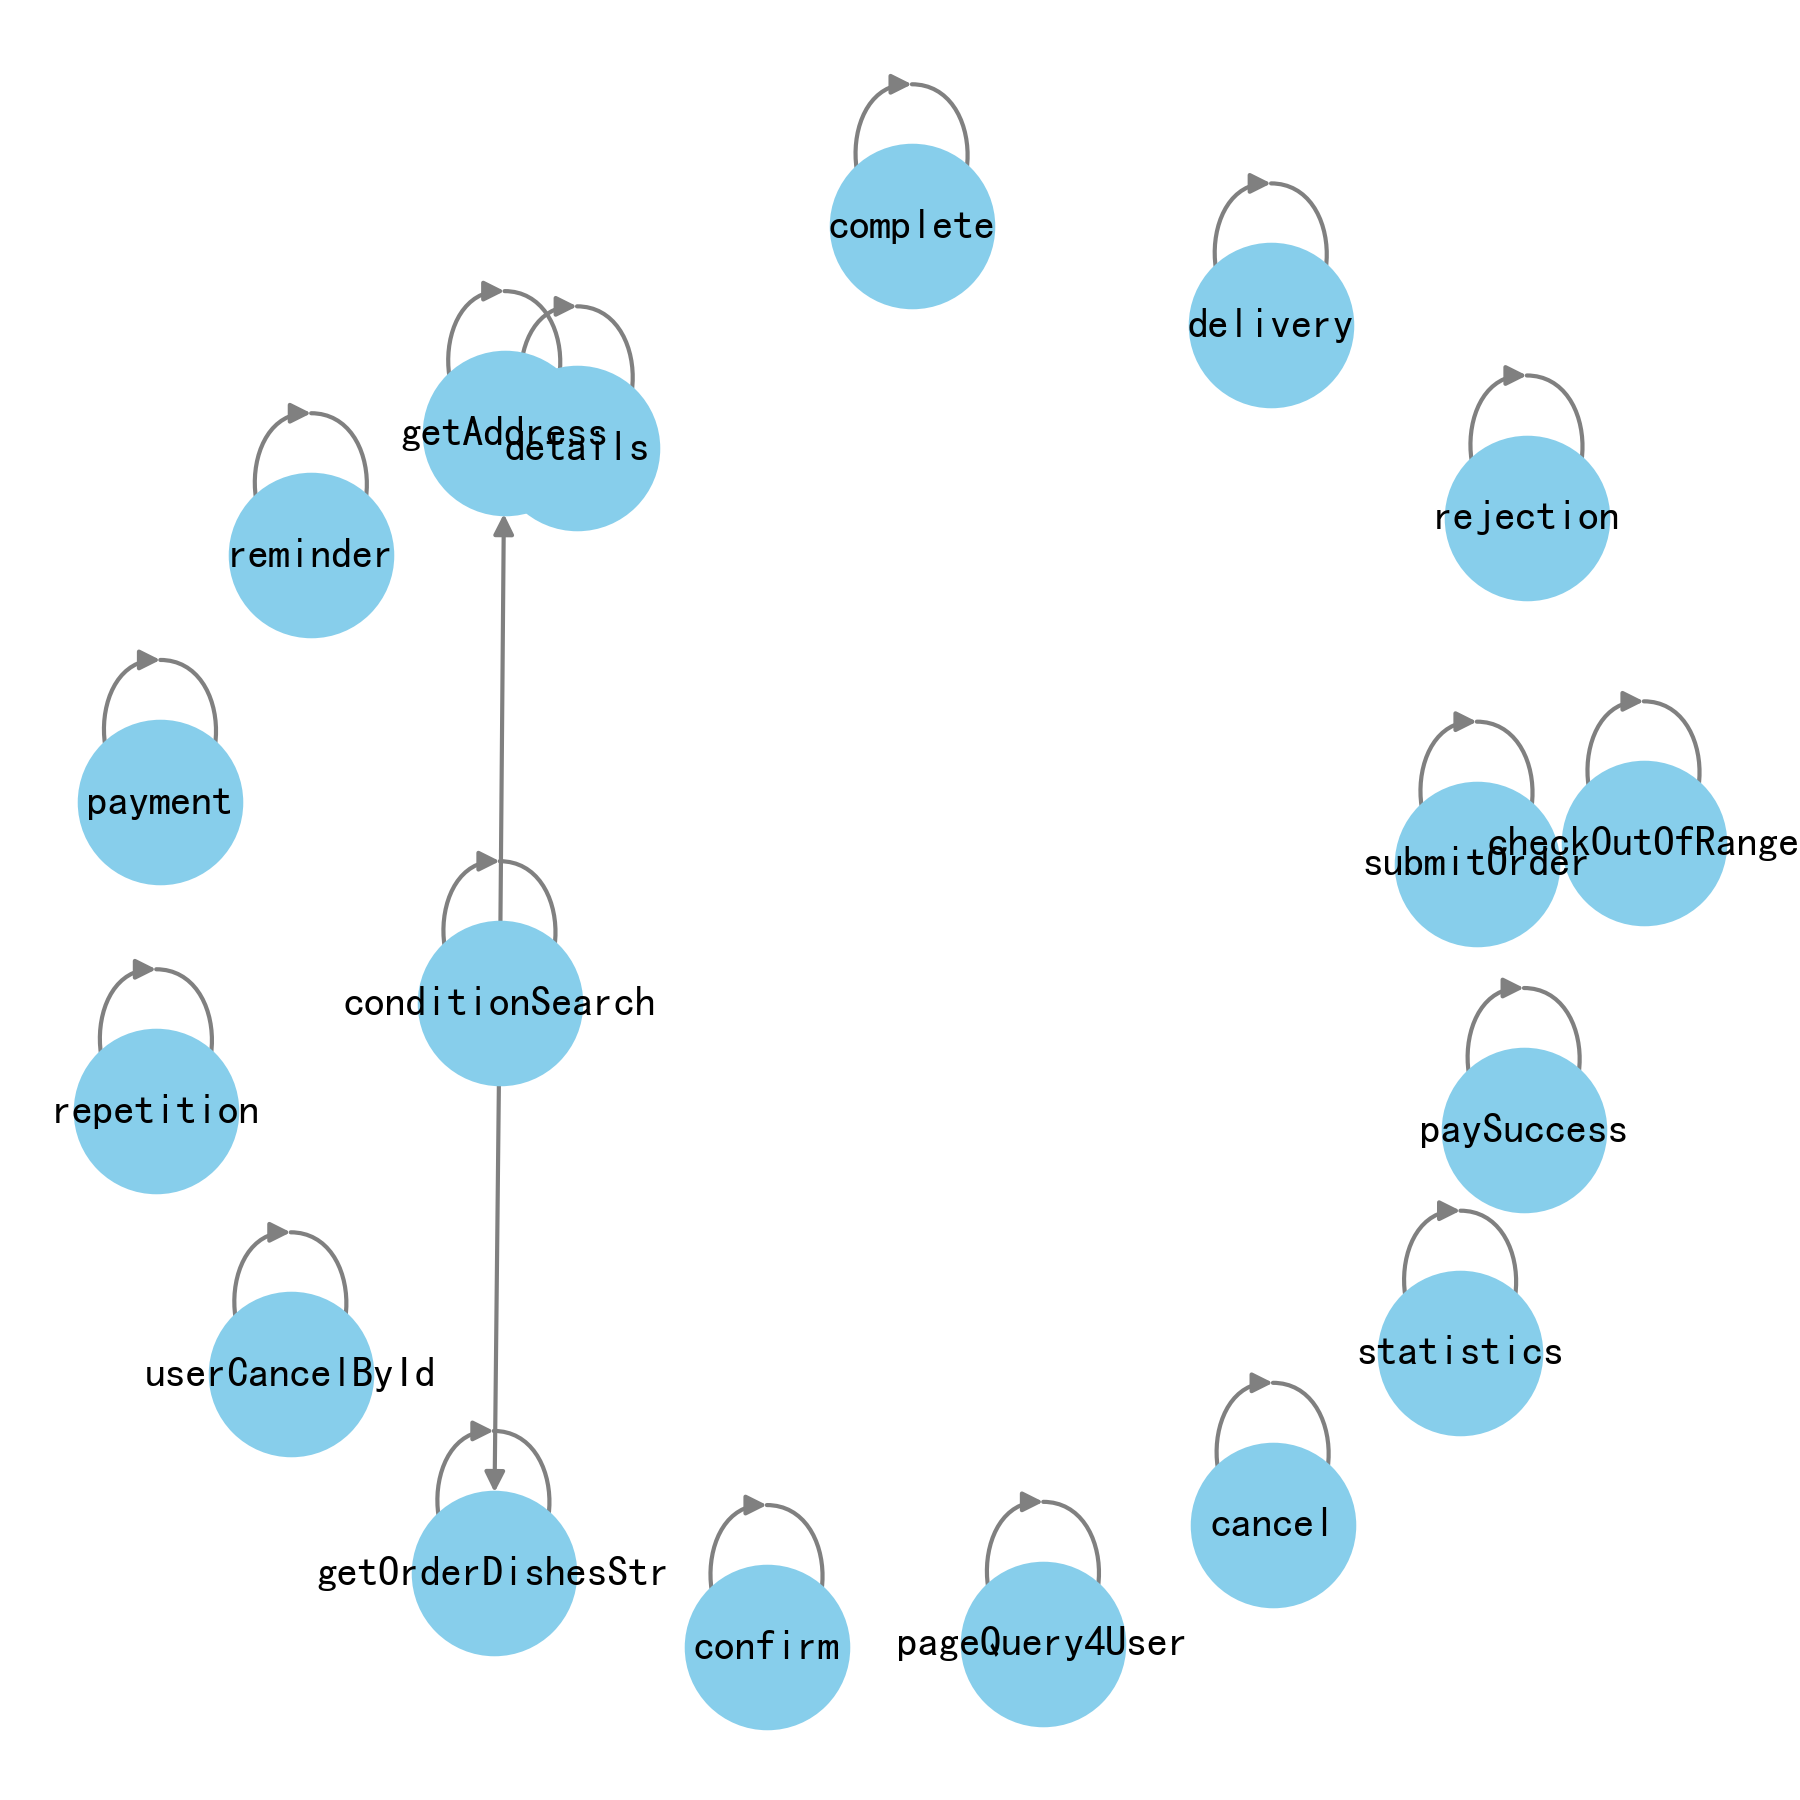 complete
delivery
getAddress
details
rejection
reminder
payment
checkOutOfRange
submitOrder
conditionSearch
repetition
paySuccess
statistics
userCancelById
cancel
getOrderDishesStr
pageQuery4User
confirm